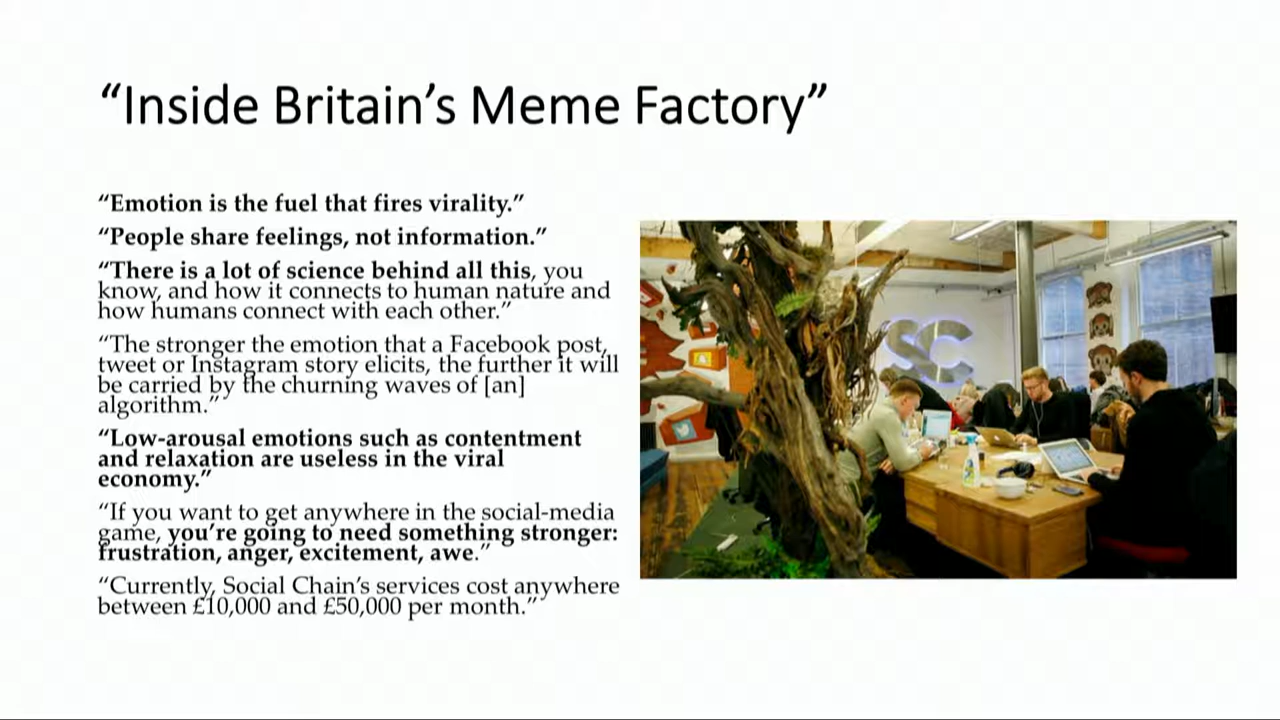 “Inside Britain’s Meme Factory”
“Emotion is the fuel that fires virality.”
“People share feelings, not information.”
“There is a lot of science behind all this, you
know, and how it connects to human nature and
how humans connect with each other.”
“The stronger the emotion that a Facebook post,
tweet or Instagram story elicits, the further it will
be carried by the churning waves of [an]
algorithm.”
“Low-arousal emotions such as contentment
and relaxation are useless in the viral
economy.”
“If you want to get anywhere in the social-media
game, you’re going to need something stronger:
frustration, anger, excitement, awe.”
“Currently, Social Chain’s services cost anywhere
between £10,000 and £50,000 per month.”
SC